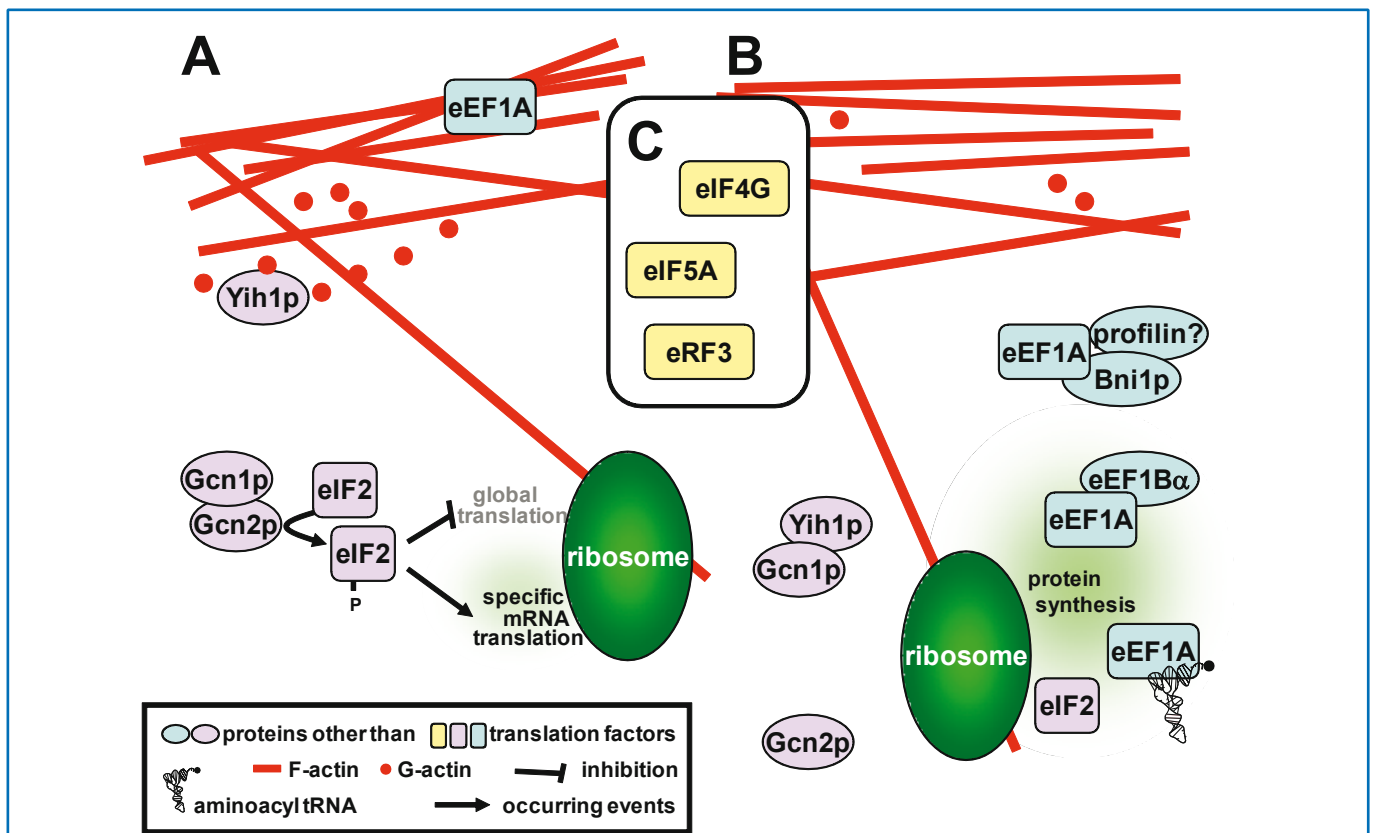 A
B
eEF1A
C
eIF4G
eIF5A
eRF3
Yih1p
profilin?
eEF1A
Bni1p
Gcn1p
Gcn2p
eIF2
eIF2
P
global
translation
specific
mRNA
translation
ribosome
Yih1p
Gcn1p
Gcn2p
eEF1Bα
eEF1A
protein
synthesis
eEF1A
eIF2
ribosome
proteins other than
translation factors
F-actin
G-actin
inhibition
aminoacyl tRNA
occurring events